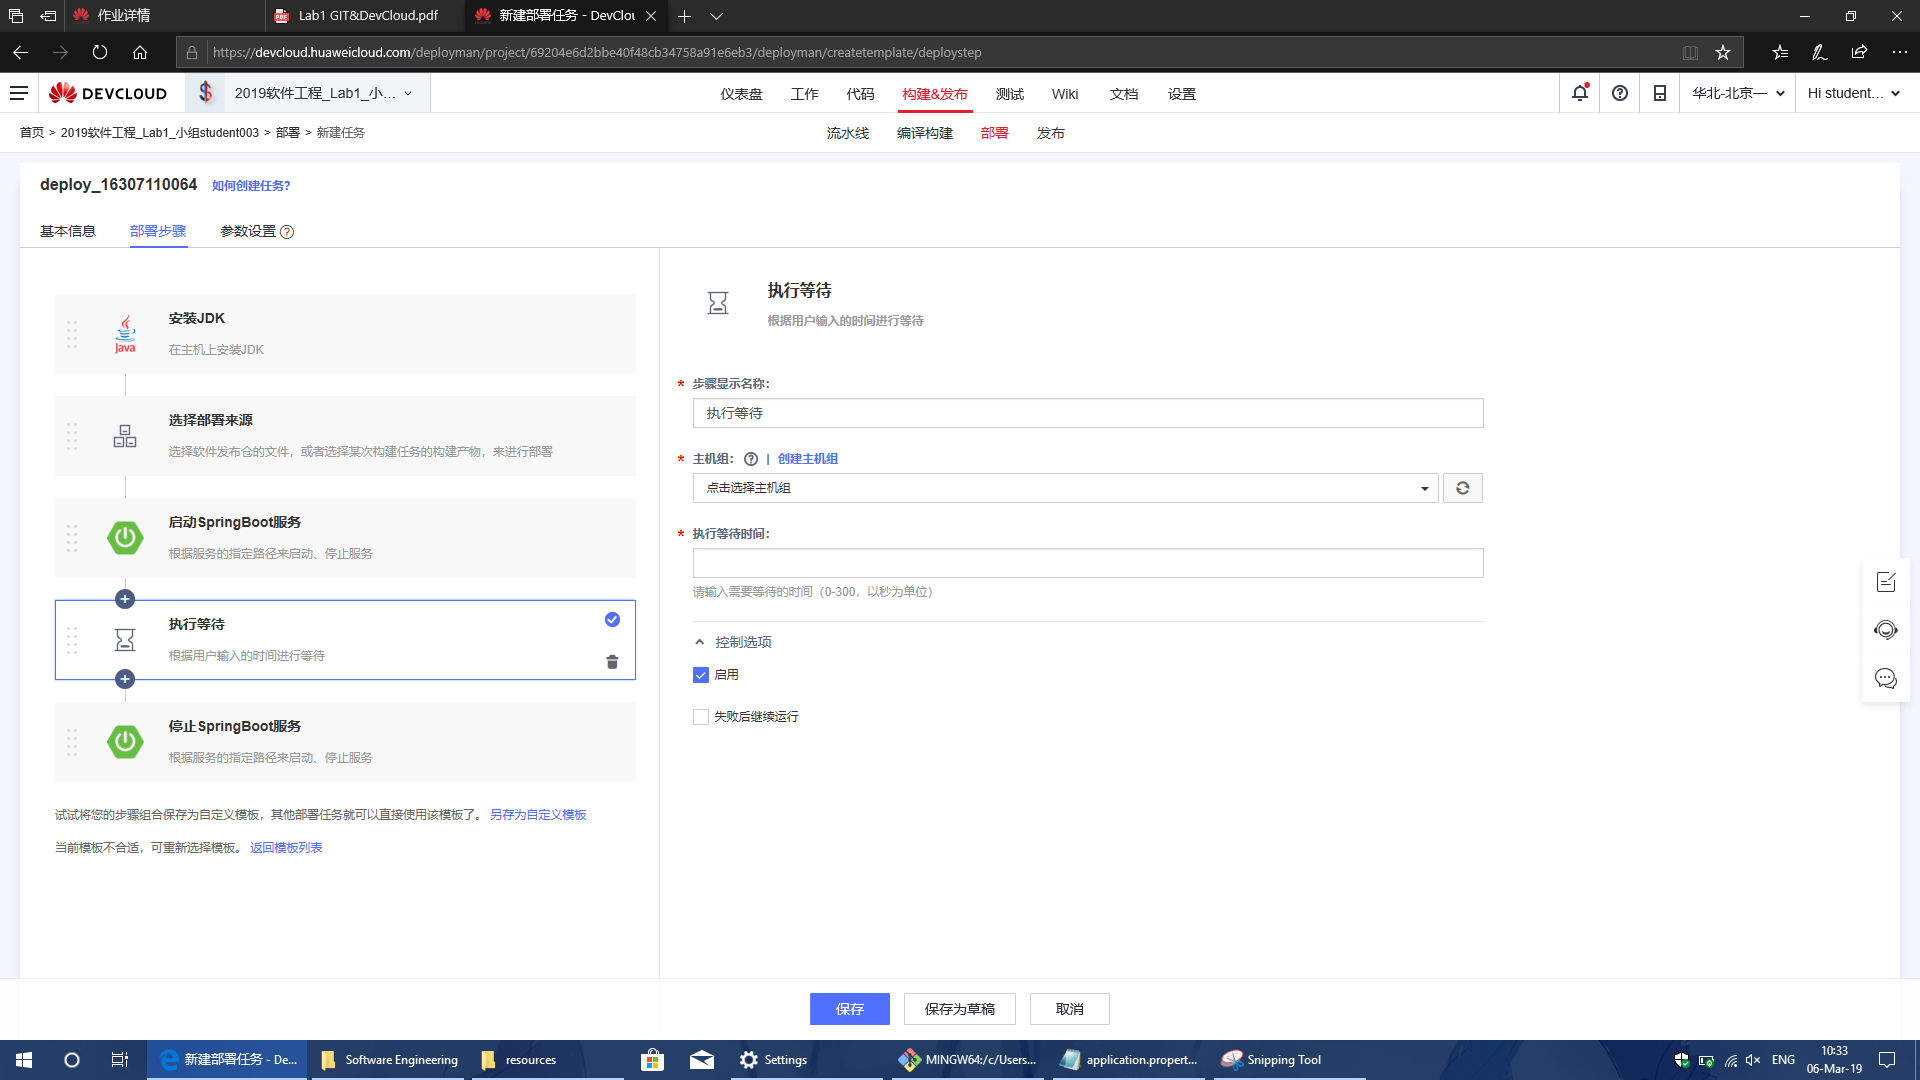 作业详情
Lab1 GIT&DevCloud.pdf
新建部署任务 - DevClou
https://devcloud.huaweicloud.com/deployman/project/69204e6d2bbe40f48cb34758a91e6eb3/deployman/createtemplate/deploystep
DEVCLOUD
2019软件工程_Lab1_小...
仪表盘
工作
代码
构建&发布
测试
Wiki
文档
设置
华北-北京一
Hi student...
首页 > 2019软件工程_Lab1_小组student003 > 部署 > 新建任务
流水线
编译构建
部署
发布
deploy_16307110064 如何创建任务?
基本信息
部署步骤
参数设置
安装JDK
在主机上安装JDK
选择部署来源
选择软件发布仓的文件，或者选择某次构建任务的构建产物，来进行部署
启动SpringBoot服务
根据服务的指定路径来启动、停止服务
执行等待
根据用户输入的时间进行等待
停止SpringBoot服务
根据服务的指定路径来启动、停止服务
试试将您的步骤组合保存为自定义模板，其他部署任务就可以直接使用该模板了。 另存为自定义模板
当前模板不合适，可重新选择模板。 返回模板列表
执行等待
根据用户输入的时间进行等待
* 步骤显示名称:
执行等待
* 主机组: | 创建主机组
点击选择主机组
* 执行等待时间:
请输入需要等待的时间（0-300，以秒为单位）
控制选项
启用
失败后继续运行
保存
保存为草稿
取消
新建部署任务 - De...
Software Engineering
resources
Settings
MINGW64:/c/Users...
application.propert...
Snipping Tool
ENG
10:33
06-Mar-19
Java